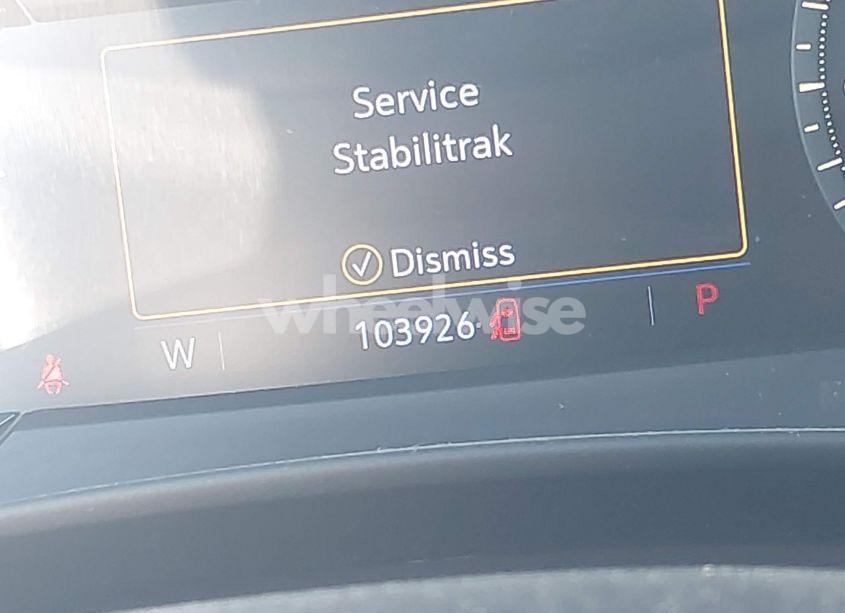 Service
Stabilitrak
Dismiss
wheelwise
W 103926 P